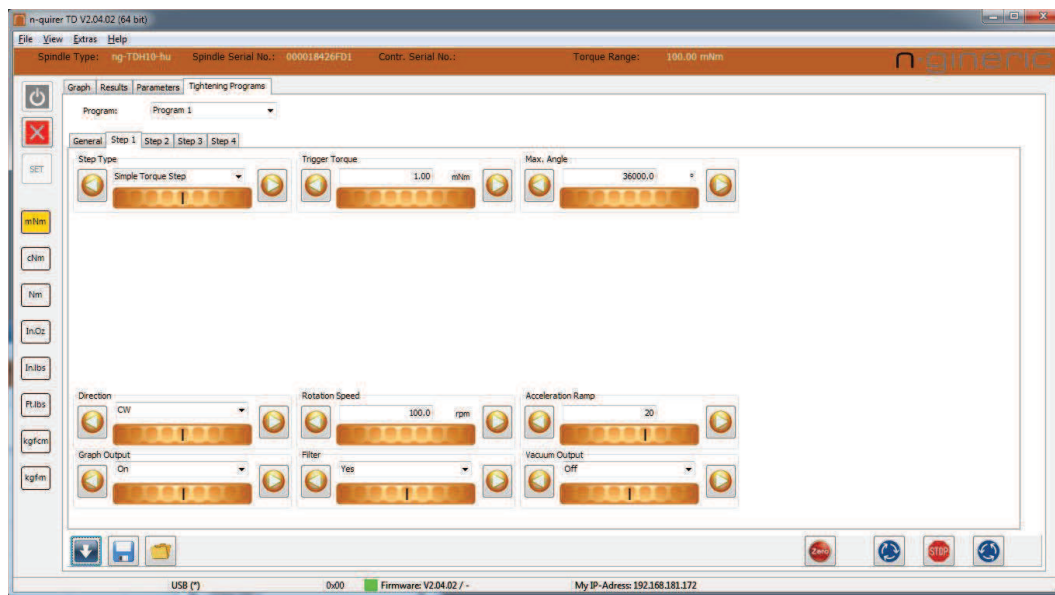 n-quirer TD V2.04.02 (64 bit)
File View Extras Help
Spindle Type: ng-TDH10-hu Spindle Serial No.: 000018426FD1 Contr. Serial No.: Torque Range: 100.00 mNm
n-gineric
Graph Results Parameters Tightening Programs
Program: Program 1
General Step 1 Step 2 Step 3 Step 4
Step Type Trigger Torque Max. Angle
Simple Torque Step 1.00 mNm 36000.0 °
SET
mNm
cNm
Nm
In.Oz
In.lbs
Ft.lbs
kgfcm
kgfm
Direction Rotation Speed Acceleration Ramp
CW 100.0 rpm 20
Graph Output Filter Vacuum Output
On Yes Off
Zero STOP
USB (*) 0x00 Firmware: V2.04.02 / - My IP-Adress: 192.168.181.172